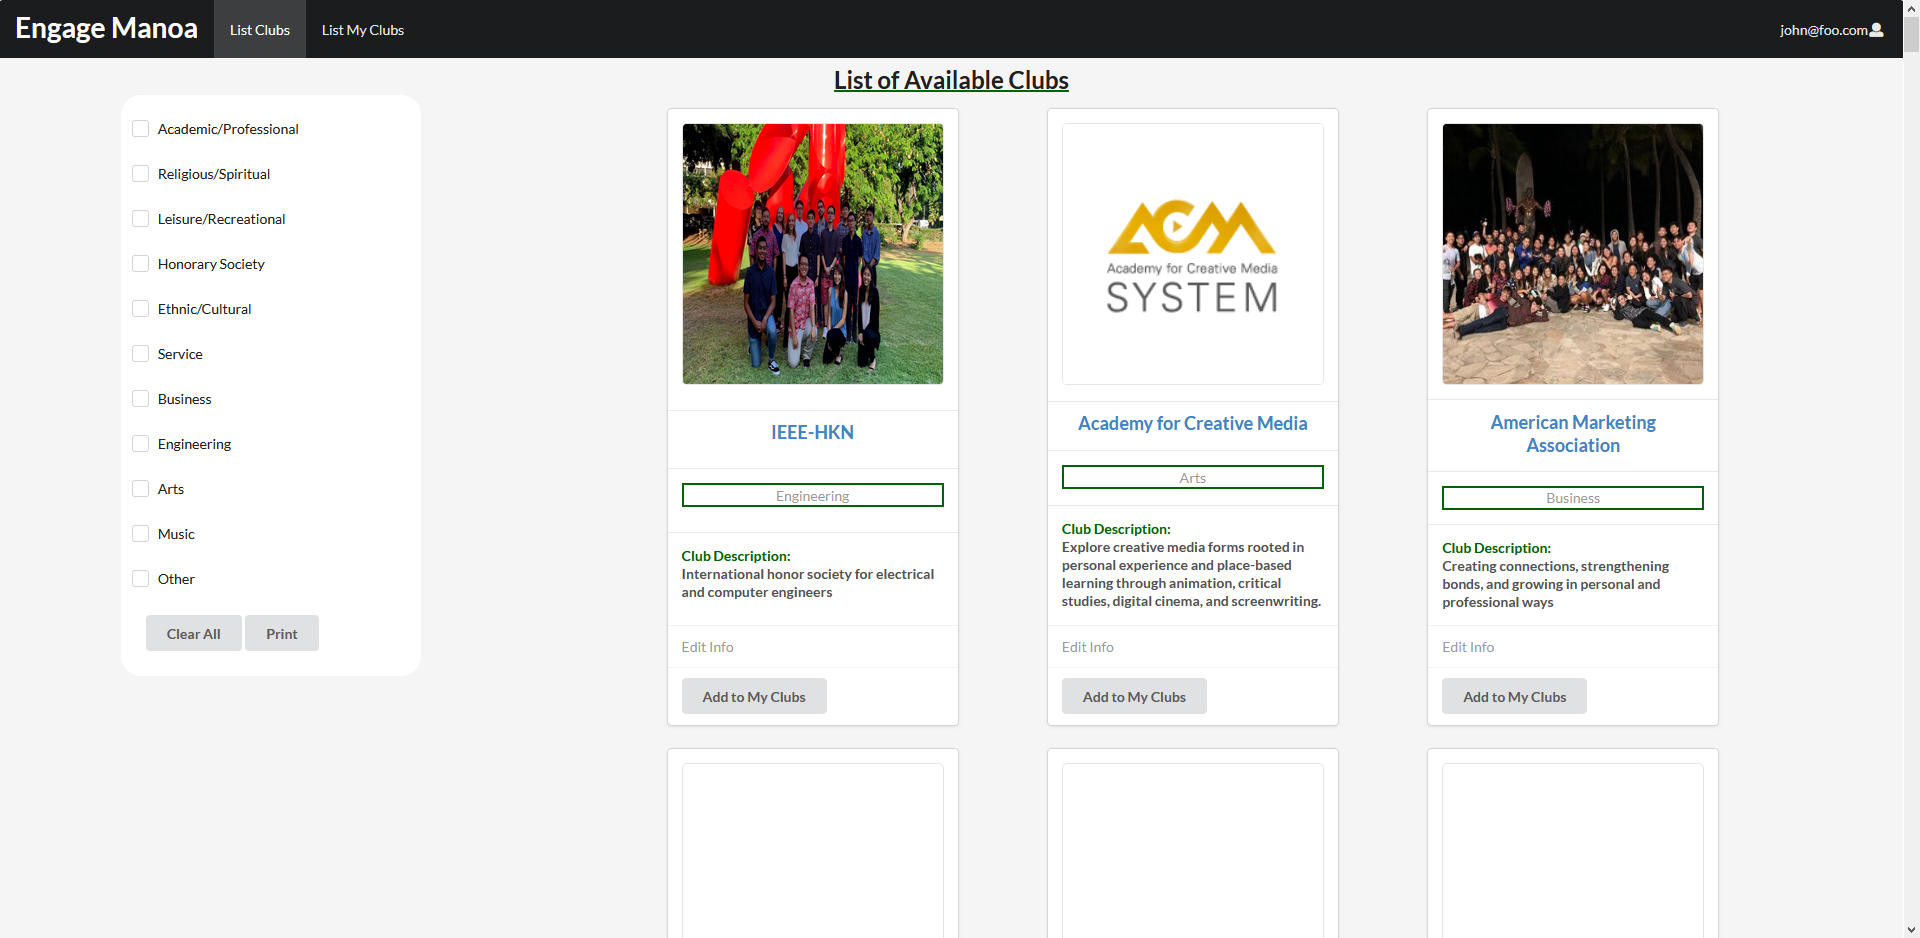 Engage Manoa
List Clubs
List My Clubs
john@foo.com
List of Available Clubs
Academic/Professional
Religious/Spiritual
Leisure/Recreational
Honorary Society
Ethnic/Cultural
Service
Business
Engineering
Arts
Music
Other
Clear All
Print
IEEE-HKN
Engineering
Club Description:
International honor society for electrical
and computer engineers
Edit Info
Add to My Clubs
ACM
Academy for Creative Media
SYSTEM
Academy for Creative Media
Arts
Club Description:
Explore creative media forms rooted in
personal experience and place-based
learning through animation, critical
studies, digital cinema, and screenwriting.
Edit Info
Add to My Clubs
American Marketing
Association
Business
Club Description:
Creating connections, strengthening
bonds, and growing in personal and
professional ways
Edit Info
Add to My Clubs